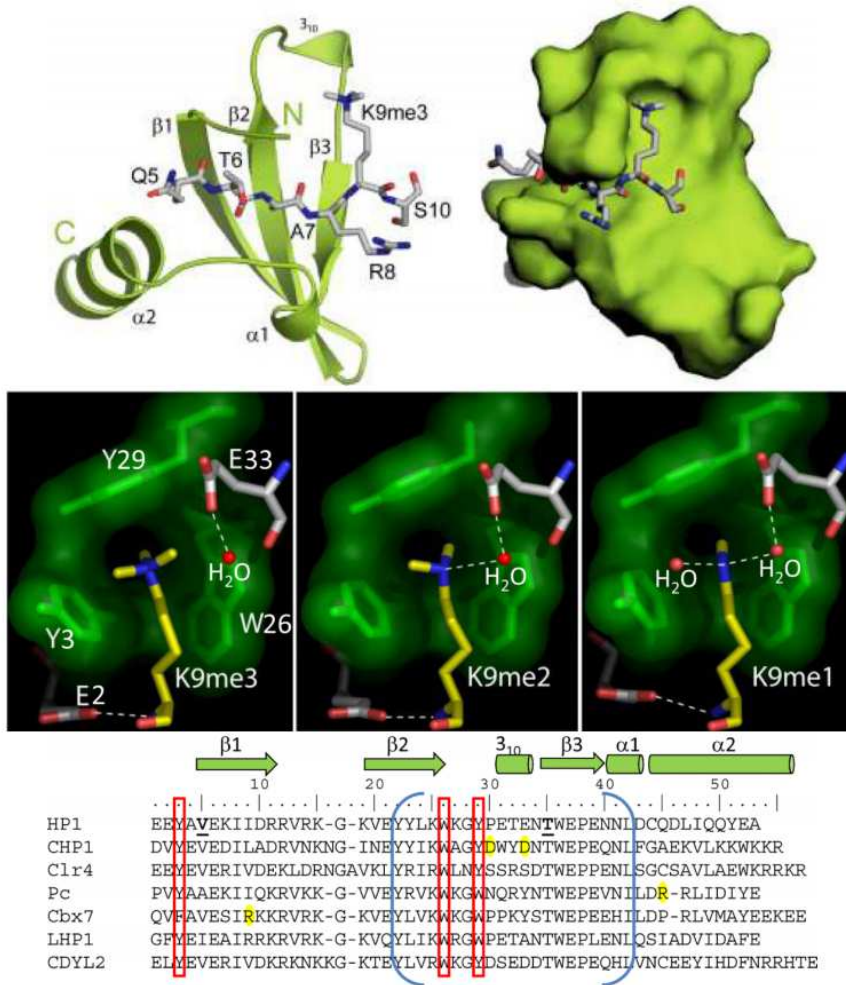 3₁₀
β2
N
K9me3
β1
T6
β3
Q5
S10
C
A7
R8
α2
α1
Y29
E33
H₂O
Y3
W26
K9me3
E2
H₂O
K9me2
H₂O
H₂O
K9me1
β1 β2 3₁₀ β3 α1 α2
10 20 30 40 50
HP1 EEYAVEKIIDRRVRK-G-KVEYYLKWKGYPETENTWEPENNLDCQDLIQQYEA
CHP1 DVYEVEDILADRVNKNG-INEYYIKWAGYDWYDNTWEPEQNLFGAEKVLKKWKKR
Clr4 EEYEVERIVDEKLDRNGAVKLYRIRWLNYSSRSDTWEPPENLSGCSAVLAEWKRRKR
Pc PVYAAEKIIQKRVKK-G-VVEYRVKWKGWNQRYNTWEPEVNILDR-RLIDIYE
Cbx7 QVFAVESIRKKRVRK-G-KVEYLVKWKGWPPKYSTWEPEEHILDP-RLVMAYEEKEE
LHP1 GFYEIEAIRRKRVRK-G-KVQYLIKWRGWPETANTWEPLENLQSIADVIDAFE
CDYL2 ELYEVERIVDKRKNKKG-KTEYLVRWKGYDSEDDTWEPEQHLVNCEEYIHDFNRRHTE